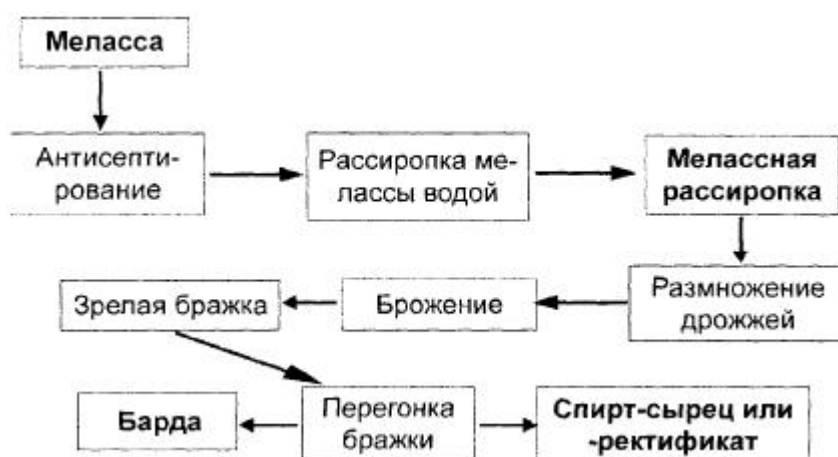 Меласса
Антисепти-
рование
Рассиропка ме-
лассы водой
Мелассная
рассиропка
Размножение
дрожжей
Брожение
Зрелая бражка
Перегонка
бражки
Барда
Спирт-сырец или
-ректификат